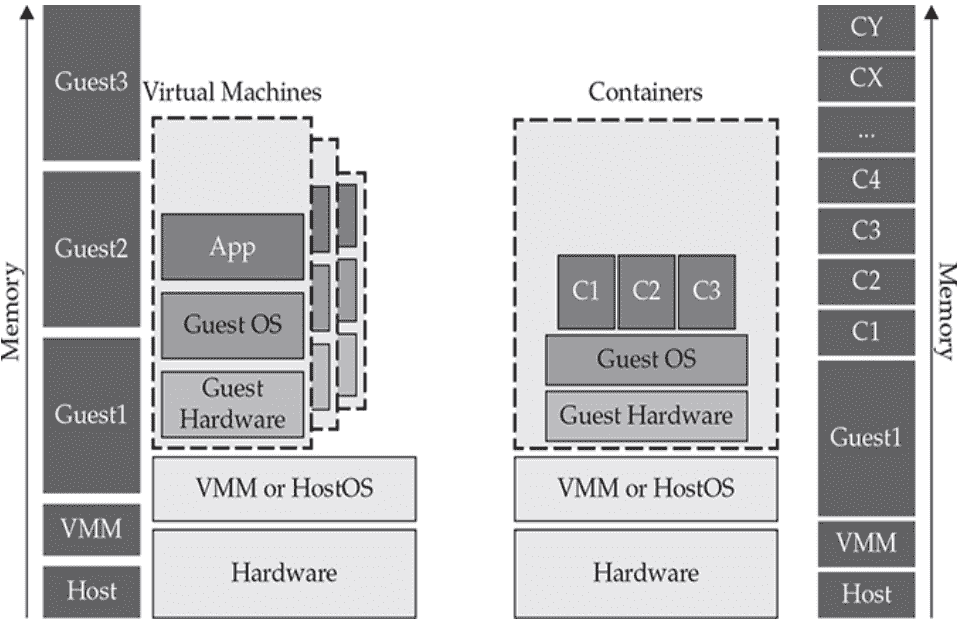 Memory
Guest3
Guest2
Guest1
VMM
Host
Virtual Machines
App
Guest OS
Guest
Hardware
VMM or HostOS
Hardware
Containers
C1 C2 C3
Guest OS
Guest Hardware
VMM or HostOS
Hardware
CY
CX
...
C4
C3
C2
C1
Guest1
VMM
Host
Memory